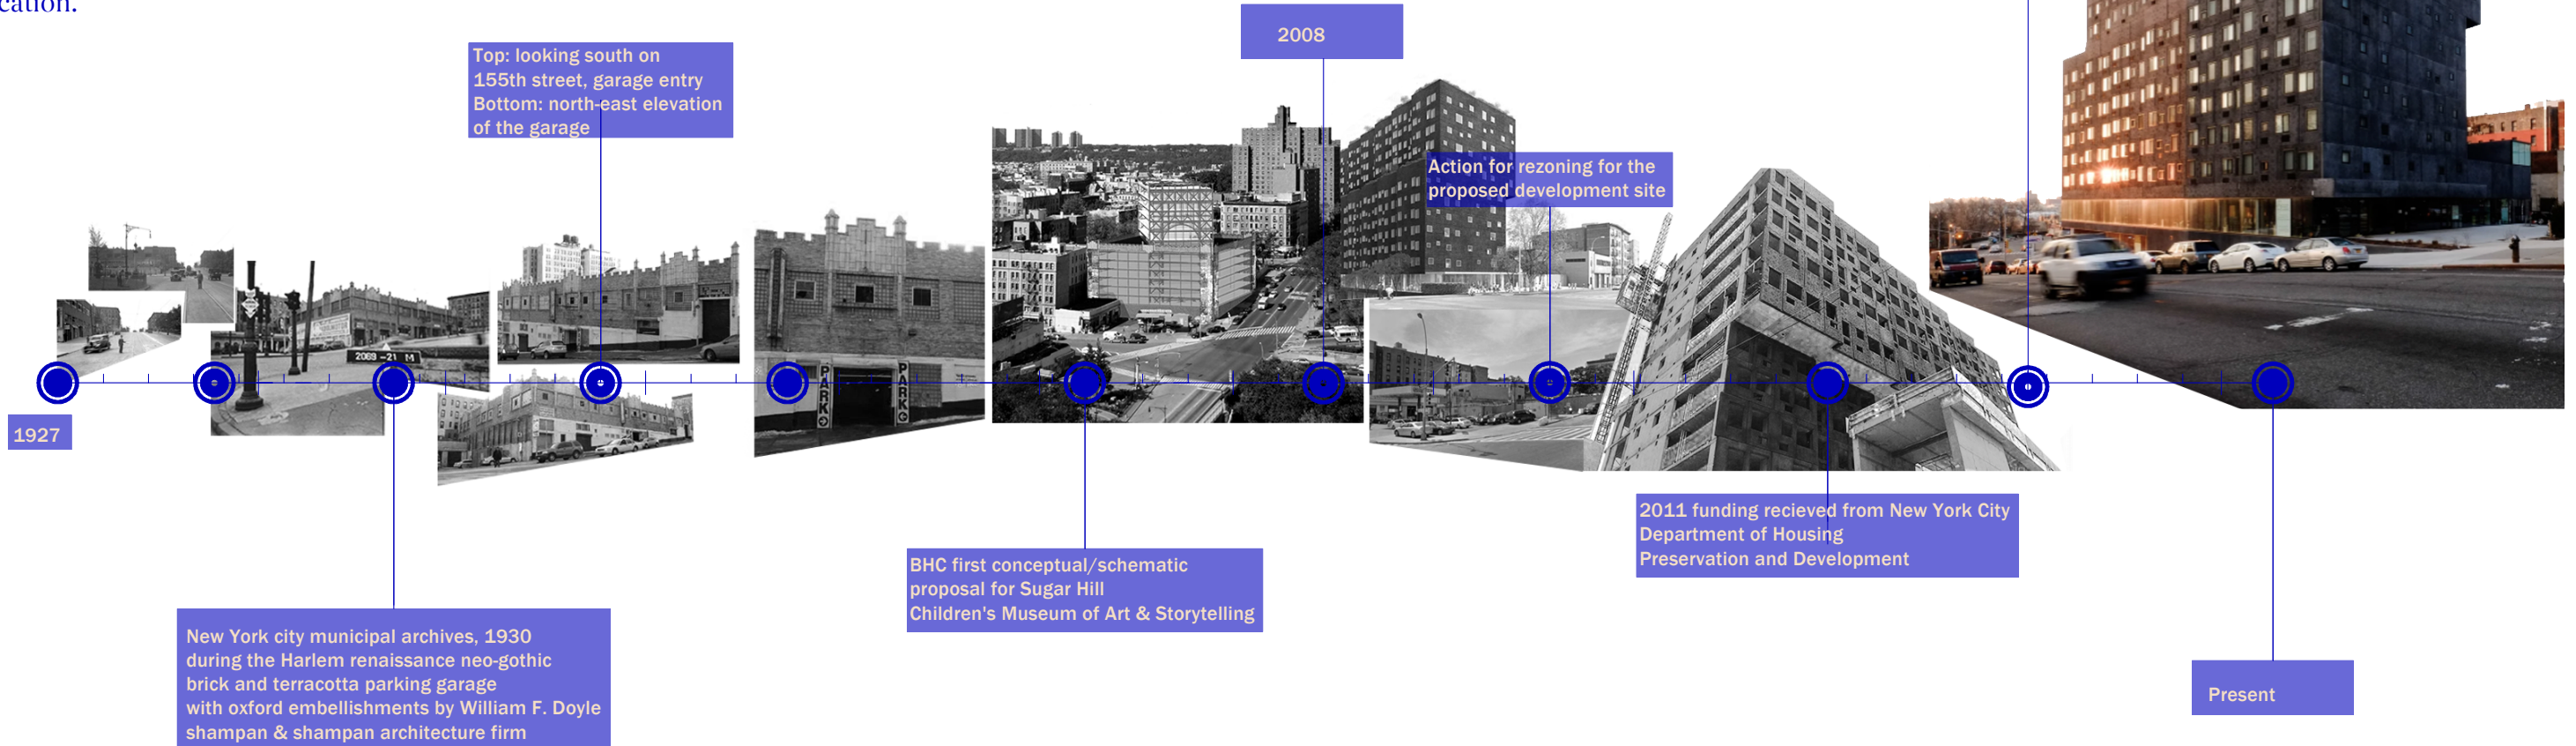 cation.
Top: looking south on
155th street, garage entry
Bottom: north-east elevation
of the garage
2008
Action for rezoning for the
proposed development site
2069 -21 M
PARK
PARK
1927
2011 funding recieved from New York City
Department of Housing
Preservation and Development
BHC first conceptual/schematic
proposal for Sugar Hill
Children's Museum of Art & Storytelling
New York city municipal archives, 1930
during the Harlem renaissance neo-gothic
brick and terracotta parking garage
with oxford embellishments by William F. Doyle
shampan & shampan architecture firm
Present